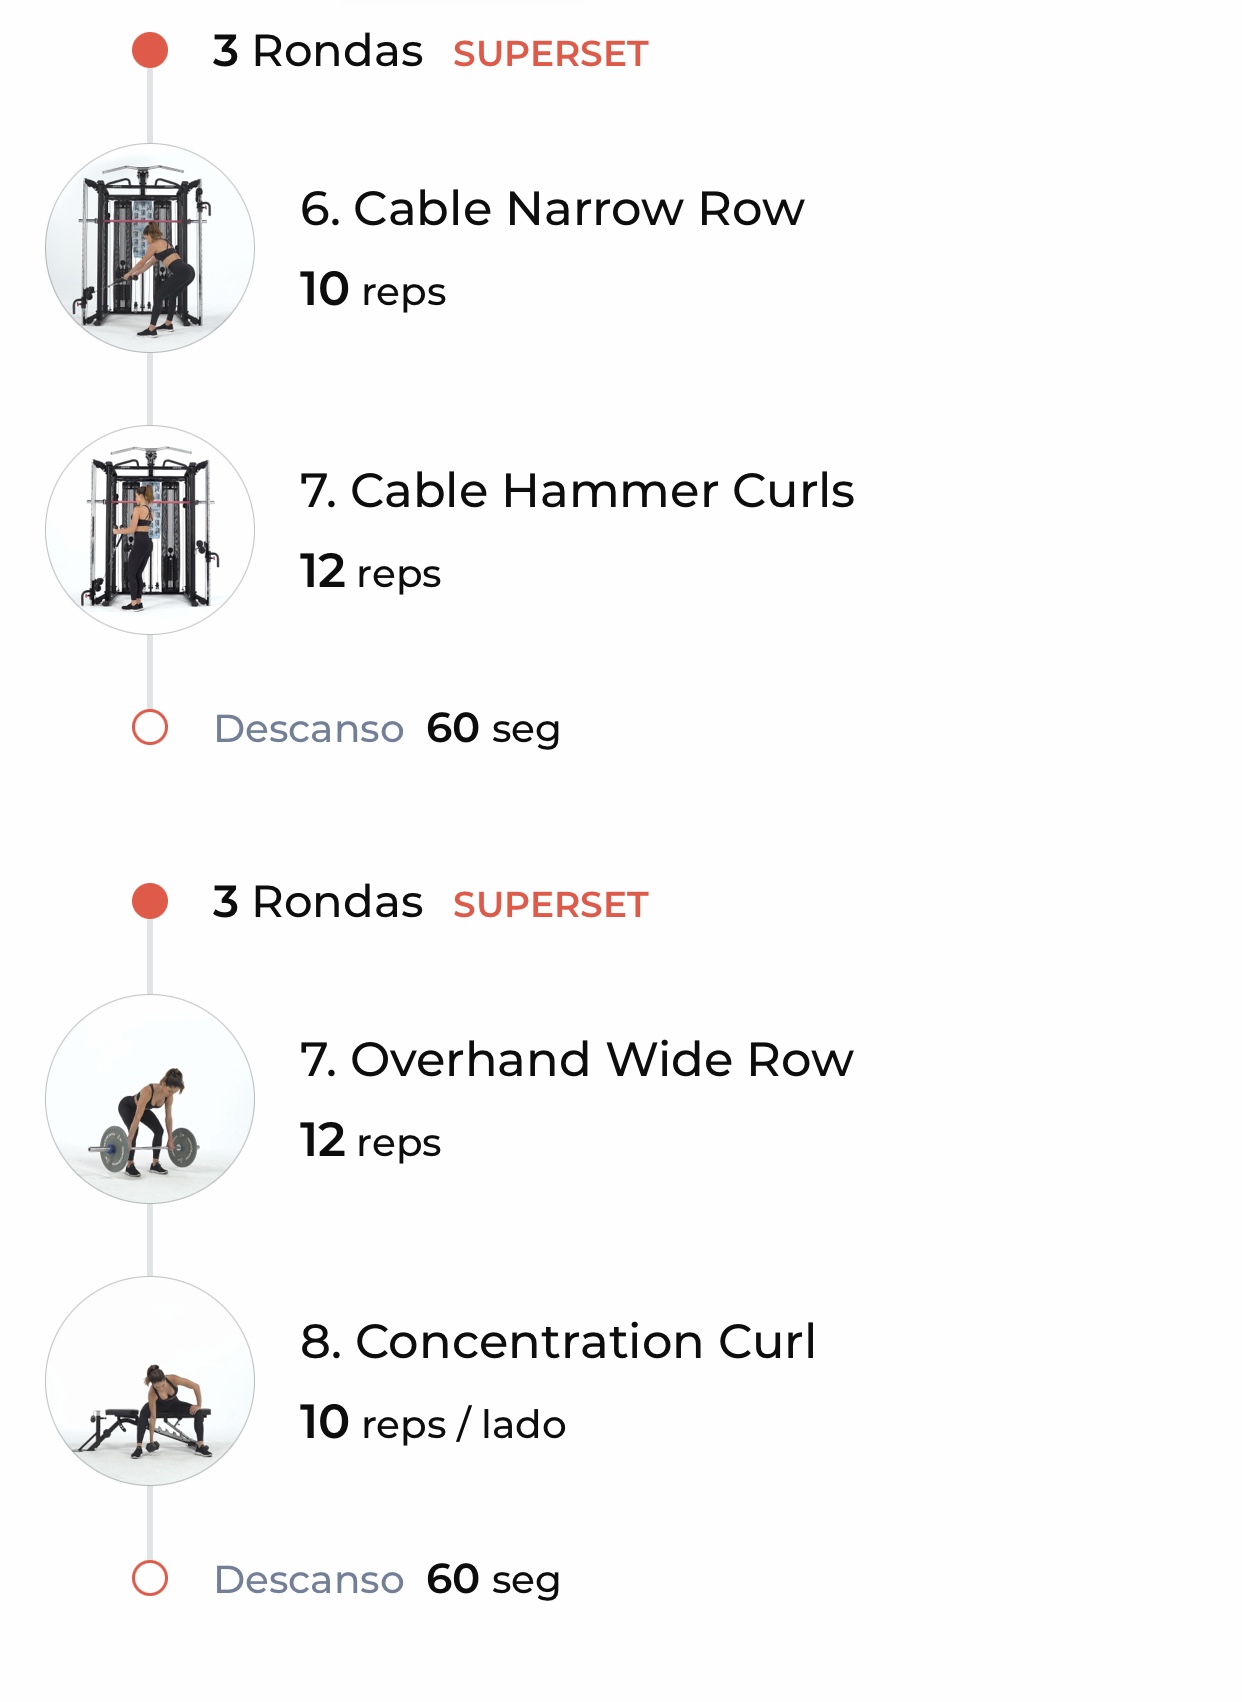 3 Rondas SUPERSET
6. Cable Narrow Row
10 reps
7. Cable Hammer Curls
12 reps
Descanso 60 seg
3 Rondas SUPERSET
7. Overhand Wide Row
12 reps
8. Concentration Curl
10 reps / lado
Descanso 60 seg